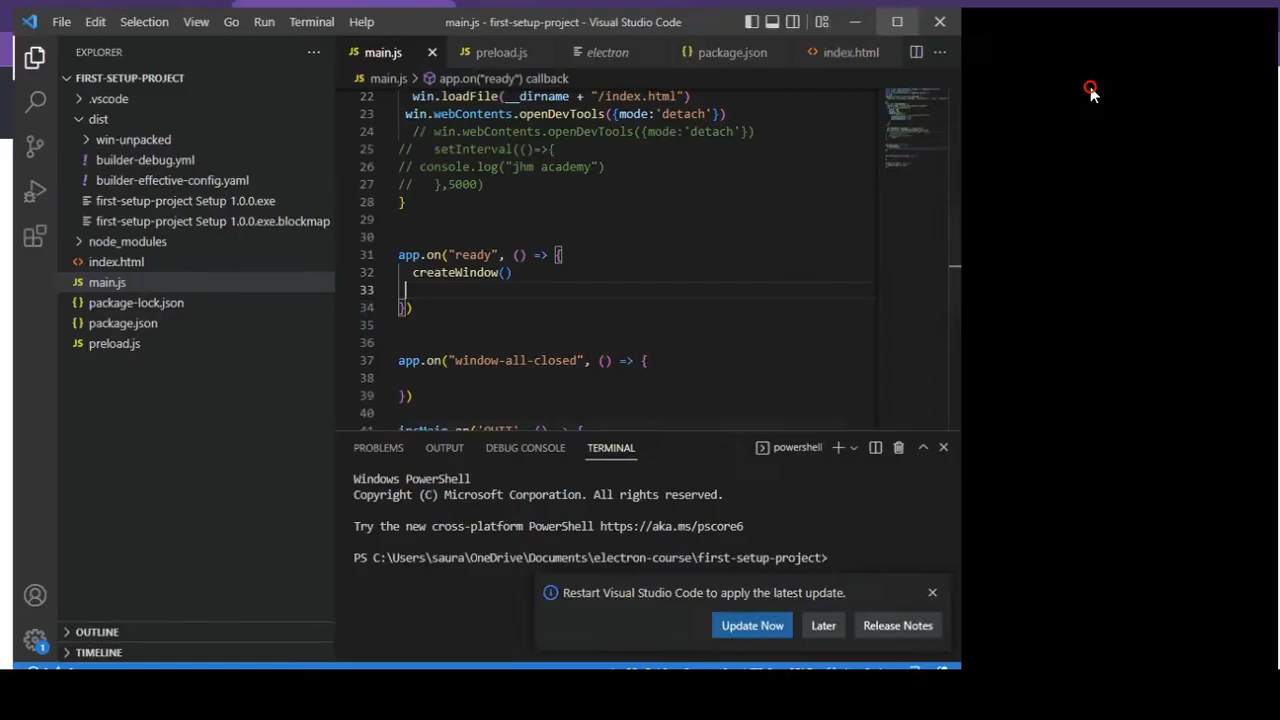 File Edit Selection View Go Run Terminal Help main.js - first-setup-project - Visual Studio Code
EXPLORER
FIRST-SETUP-PROJECT
.vscode
dist
win-unpacked
builder-debug.yml
builder-effective-config.yaml
first-setup-project Setup 1.0.0.exe
first-setup-project Setup 1.0.0.exe.blockmap
node_modules
index.html
JS main.js
{} package-lock.json
{} package.json
JS preload.js
OUTLINE
TIMELINE
1
JS main.js JS preload.js electron {} package.json <> index.html
JS main.js > app.on("ready") callback
22 win.loadFile(__dirname + "/index.html")
23 win.webContents.openDevTools({mode:'detach'})
24 // win.webContents.openDevTools({mode:'detach'})
25 // setInterval(()=>{
26 // console.log("jhm academy")
27 // },5000)
28 }
29
30
31 app.on("ready", () => {
32 createWindow()
33
34 })
35
36
37 app.on("window-all-closed", () => {
38
39 })
40
PROBLEMS OUTPUT DEBUG CONSOLE TERMINAL powershell
Windows PowerShell
Copyright (C) Microsoft Corporation. All rights reserved.
Try the new cross-platform PowerShell https://aka.ms/pscore6
PS C:\Users\saura\OneDrive\Documents\electron-course\first-setup-project>
Restart Visual Studio Code to apply the latest update.
Update Now Later Release Notes